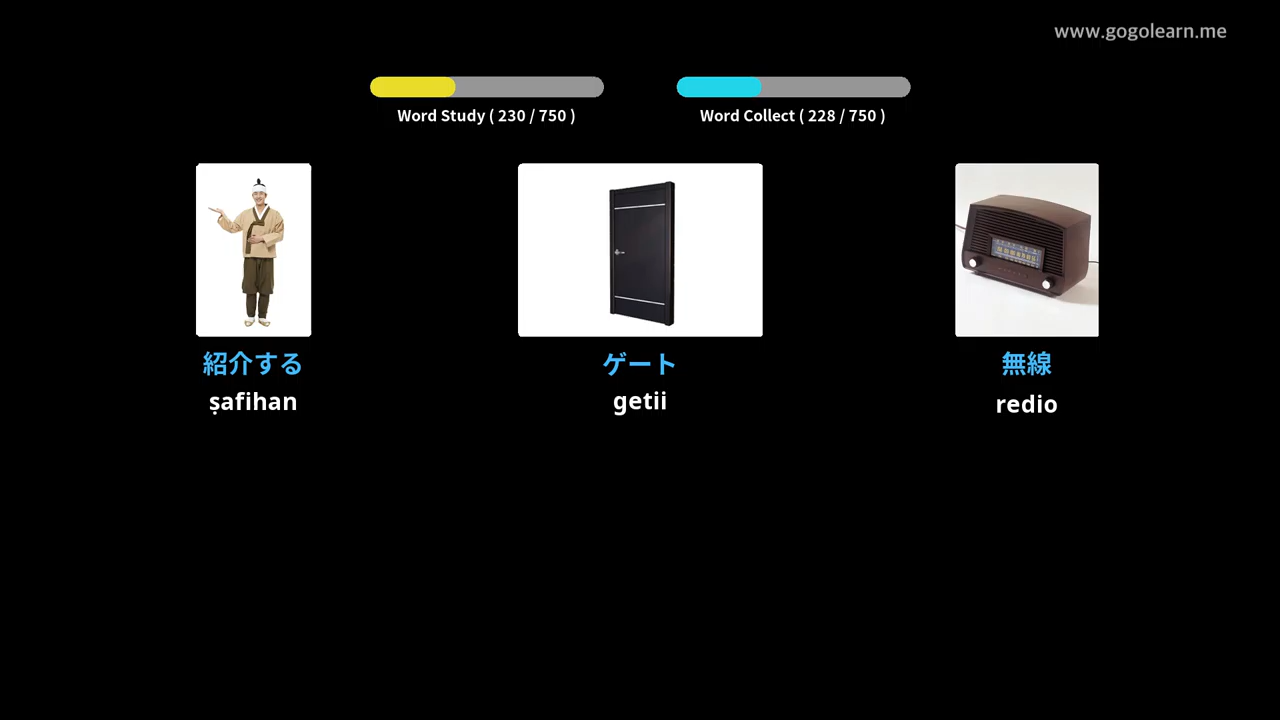 www.gogolearn.me
Word Study ( 230 / 750 )
Word Collect ( 228 / 750 )
紹介する
ゲート
無線
ṣafihan
getii
redio